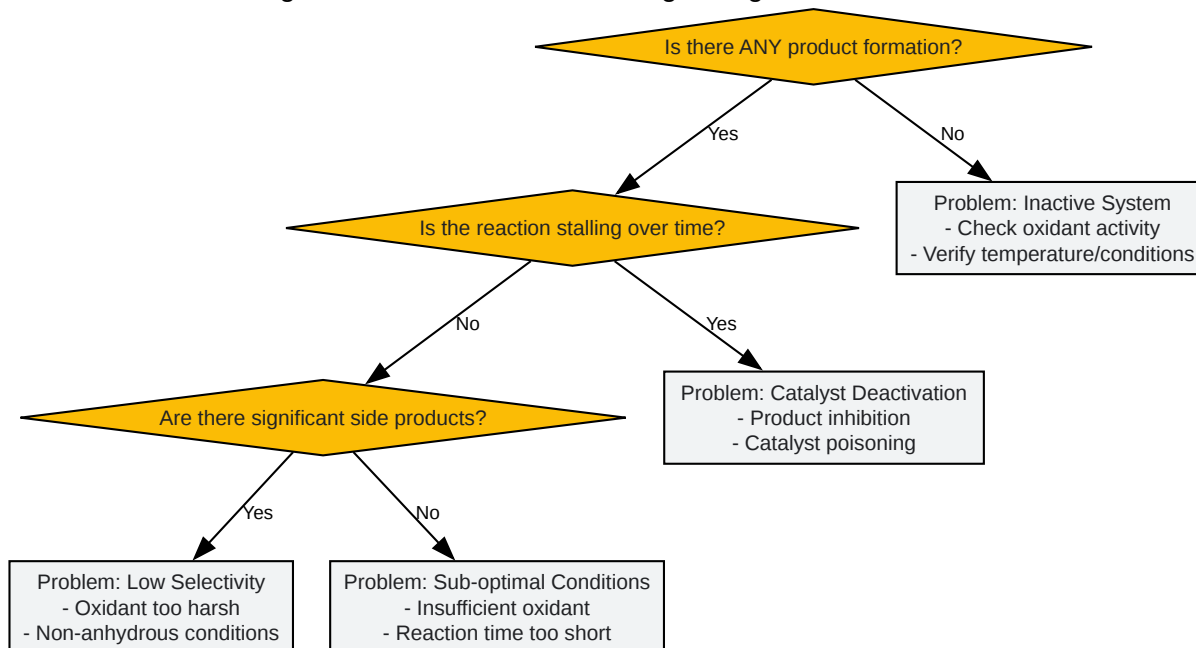 Is there ANY product formation?
Yes
No
Problem: Inactive System
- Check oxidant activity
- Verify temperature/conditions
Is the reaction stalling over time?
No
Yes
Problem: Catalyst Deactivation
- Product inhibition
- Catalyst poisoning
Are there significant side products?
Yes
No
Problem: Low Selectivity
- Oxidant too harsh
- Non-anhydrous conditions
Problem: Sub-optimal Conditions
- Insufficient oxidant
- Reaction time too short